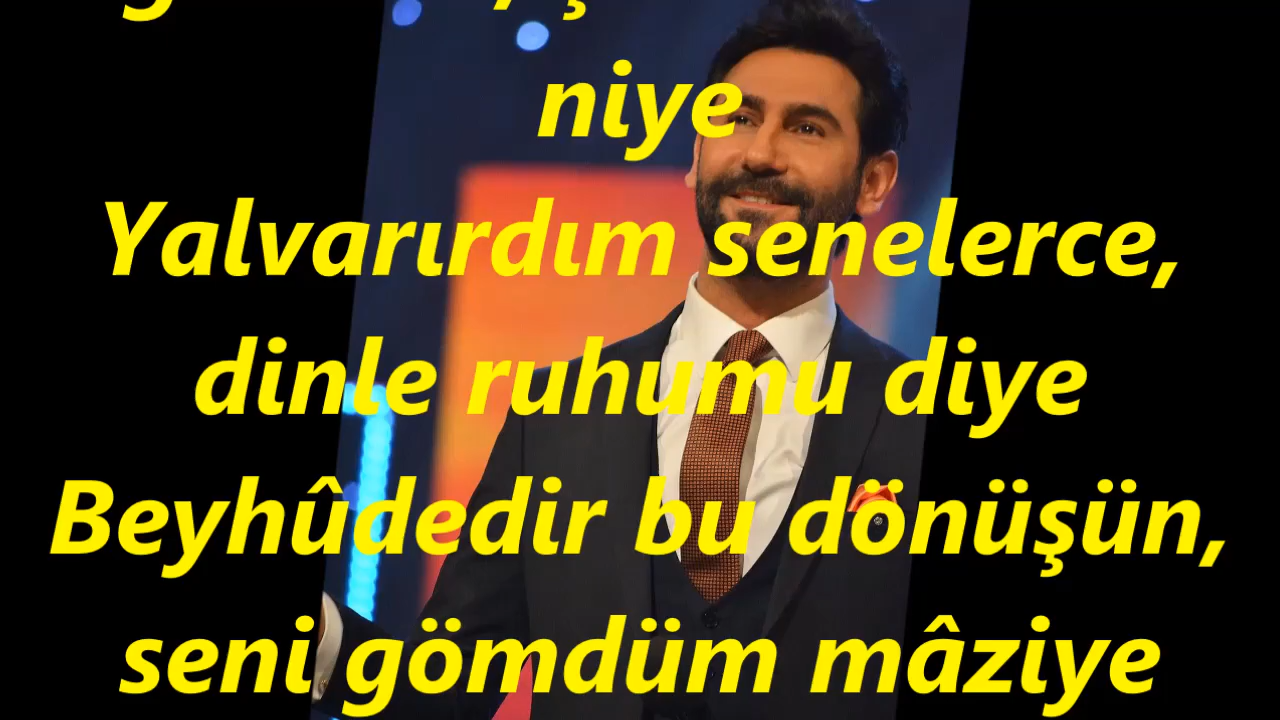 niye
Yalvarırdım senelerce,
dinle ruhumu diye
Beyhûdedir bu dönüşün,
seni gömdüm mâziye